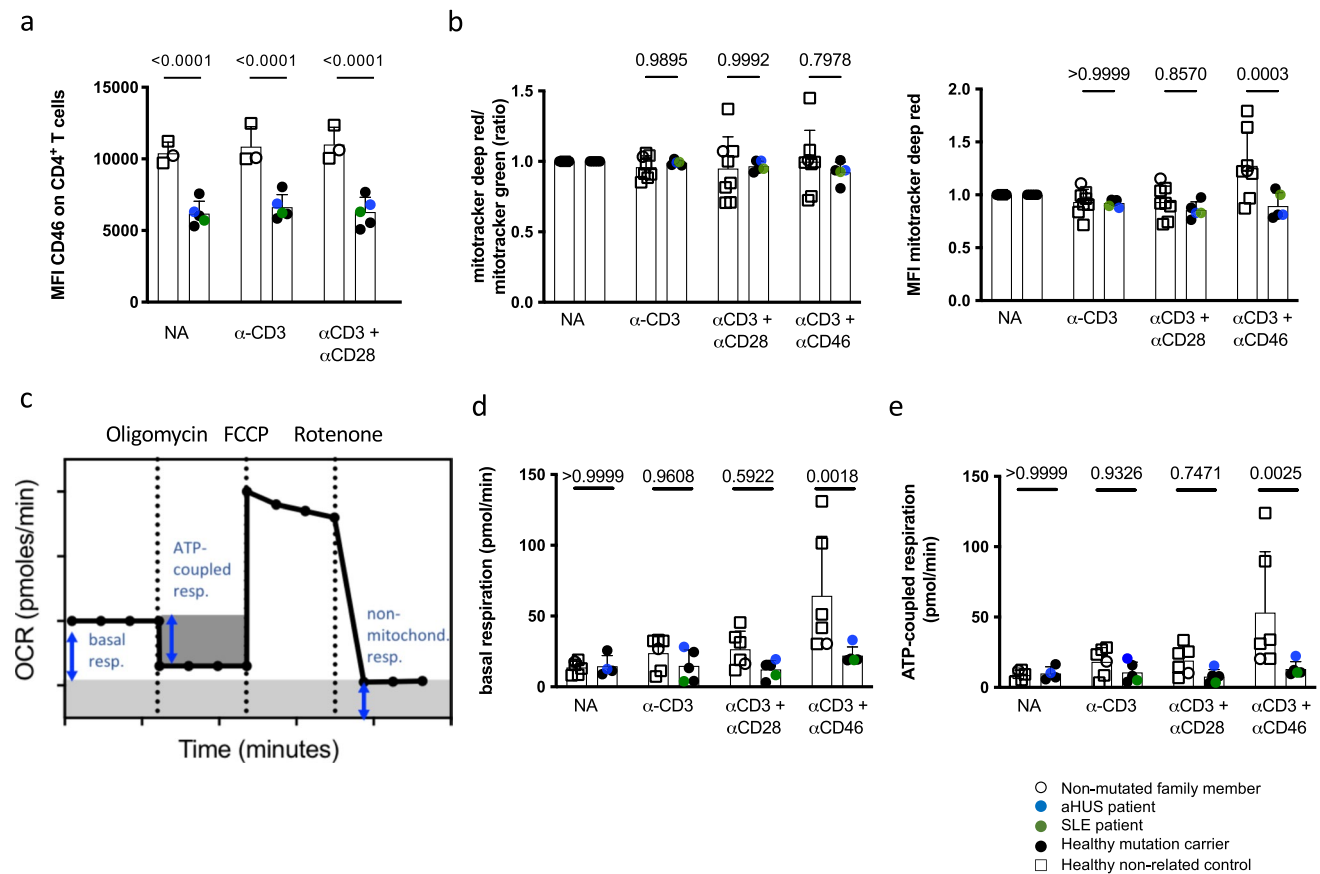 a
<0.0001 <0.0001 <0.0001
MFI CD46 on CD4+ T cells
15000
10000
5000
0
NA α-CD3 αCD3 +
αCD28
b
0.9895 0.9992 0.7978
mitotracker deep red/
mitotracker green (ratio)
1.5
1.0
0.5
0.0
NA α-CD3 αCD3 + αCD3 +
αCD28 αCD46
>0.9999 0.8570 0.0003
MFI mitotracker deep red
2.0
1.5
1.0
0.5
0.0
NA α-CD3 αCD3 + αCD3 +
αCD28 αCD46
c
Oligomycin FCCP Rotenone
OCR (pmoles/min)
ATP-
coupled
resp.
basal
resp.
non-
mitochond.
resp.
Time (minutes)
d
>0.9999 0.9608 0.5922 0.0018
basal respiration (pmol/min)
150
100
50
0
NA α-CD3 αCD3 + αCD3 +
αCD28 αCD46
e
>0.9999 0.9326 0.7471 0.0025
ATP-coupled respiration
(pmol/min)
150
100
50
0
NA α-CD3 αCD3 + αCD3 +
αCD28 αCD46
Non-mutated family member
aHUS patient
SLE patient
Healthy mutation carrier
Healthy non-related control